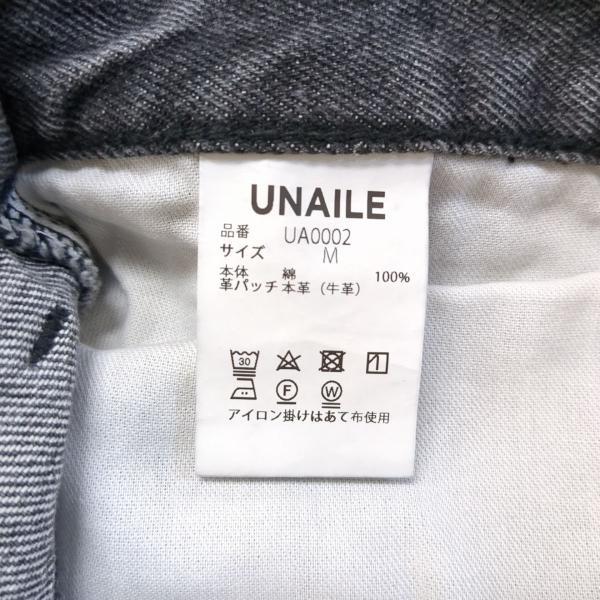 UNAILE
品番 UA0002
サイズ M
本体 綿 100%
革パッチ 本革（牛革）
30
F W
アイロン掛けはあて布使用